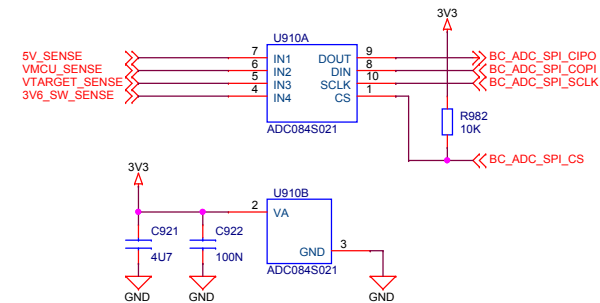 3V3
U910A
5V_SENSE 7 IN1 DOUT 9 BC_ADC_SPI_CIPO
VMCU_SENSE 6 IN2 DIN 8 BC_ADC_SPI_COPI
VTARGET_SENSE 5 IN3 SCLK 10 BC_ADC_SPI_SCLK
3V6_SW_SENSE 4 IN4 CS 1
R982
10K
ADC084S021
BC_ADC_SPI_CS
3V3
U910B
2 VA
C921
C922
4U7
100N
GND 3
ADC084S021
GND
GND
GND